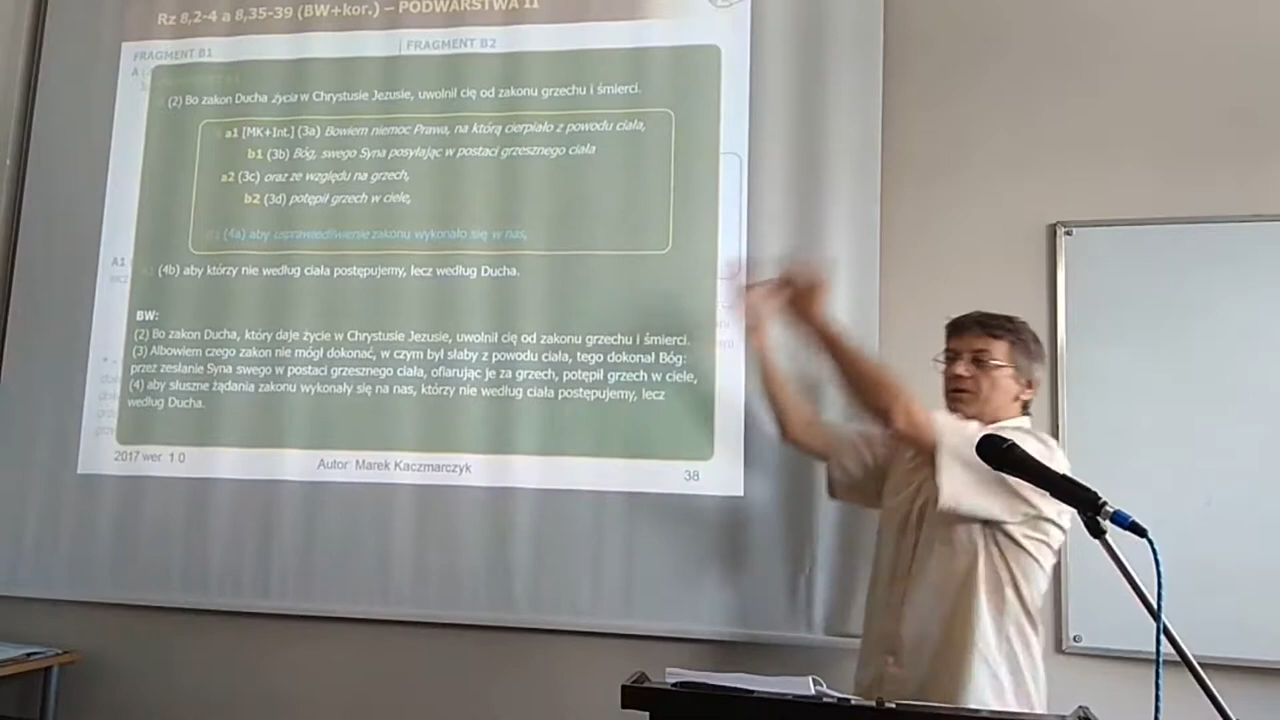 Rz 8,2-4 a 8,35-39 (BW+kor.) – PODWARSTWA II
FRAGMENT B1
FRAGMENT B2
(2) Bo zakon Ducha życia w Chrystusie Jezusie, uwolnił cię od zakonu grzechu i śmierci.
a1 [MK+Int.] (3a) Bowiem niemoc Prawa, na którą cierpiało z powodu ciała,
b1 (3b) Bóg, swego Syna posyłając w postaci grzesznego ciała
a2 (3c) oraz ze względu na grzech,
b2 (3d) potępił grzech w ciele,
(4a) aby usprawiedliwienie zakonu wykonało się w nas,
A1
(4b) aby którzy nie według ciała postępujemy, lecz według Ducha.
BW:
(2) Bo zakon Ducha, który daje życie w Chrystusie Jezusie, uwolnił cię od zakonu grzechu i śmierci.
(3) Albowiem czego zakon nie mógł dokonać, w czym był słaby z powodu ciała, tego dokonał Bóg:
przez zesłanie Syna swego w postaci grzesznego ciała, ofiarując je za grzech, potępił grzech w ciele,
(4) aby słuszne żądania zakonu wykonały się na nas, którzy nie według ciała postępujemy, lecz
według Ducha.
2017 wer. 1.0
Autor: Marek Kaczmarczyk
38